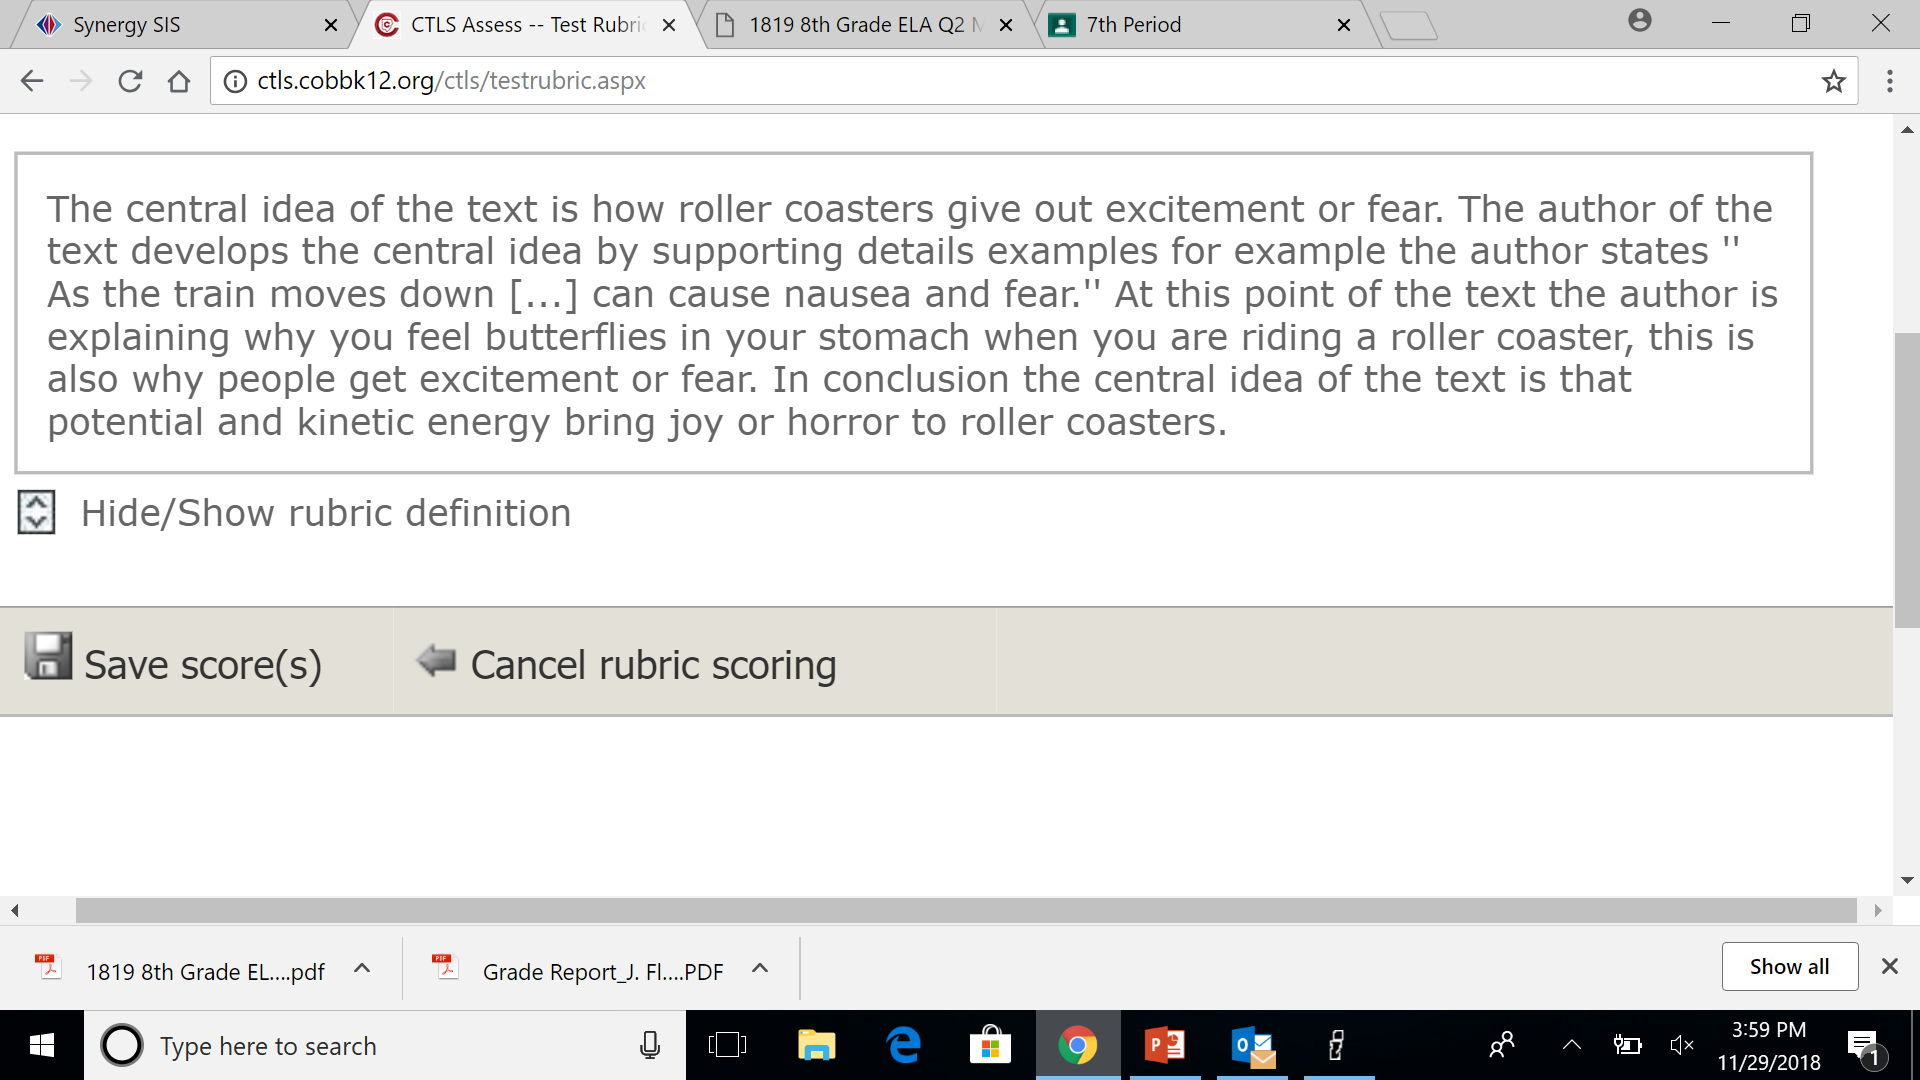 Synergy SIS
CTLS Assess -- Test Rubri
1819 8th Grade ELA Q2
7th Period
ctls.cobbk12.org/ctls/testrubric.aspx
The central idea of the text is how roller coasters give out excitement or fear. The author of the
text develops the central idea by supporting details examples for example the author states ''
As the train moves down [...] can cause nausea and fear.'' At this point of the text the author is
explaining why you feel butterflies in your stomach when you are riding a roller coaster, this is
also why people get excitement or fear. In conclusion the central idea of the text is that
potential and kinetic energy bring joy or horror to roller coasters.
Hide/Show rubric definition
Save score(s)
Cancel rubric scoring
1819 8th Grade EL....pdf
Grade Report_J. Fl....PDF
Show all
Type here to search
3:59 PM
11/29/2018
1